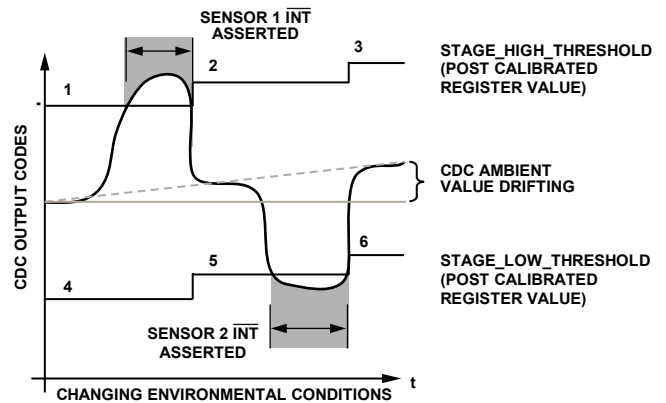 SENSOR 1 INT
ASSERTED
1
2
3
STAGE_HIGH_THRESHOLD
(POST CALIBRATED
REGISTER VALUE)
CDC AMBIENT
VALUE DRIFTING
CDC OUTPUT CODES
4
5
6
STAGE_LOW_THRESHOLD
(POST CALIBRATED
REGISTER VALUE)
SENSOR 2 INT
ASSERTED
CHANGING ENVIRONMENTAL CONDITIONS
t